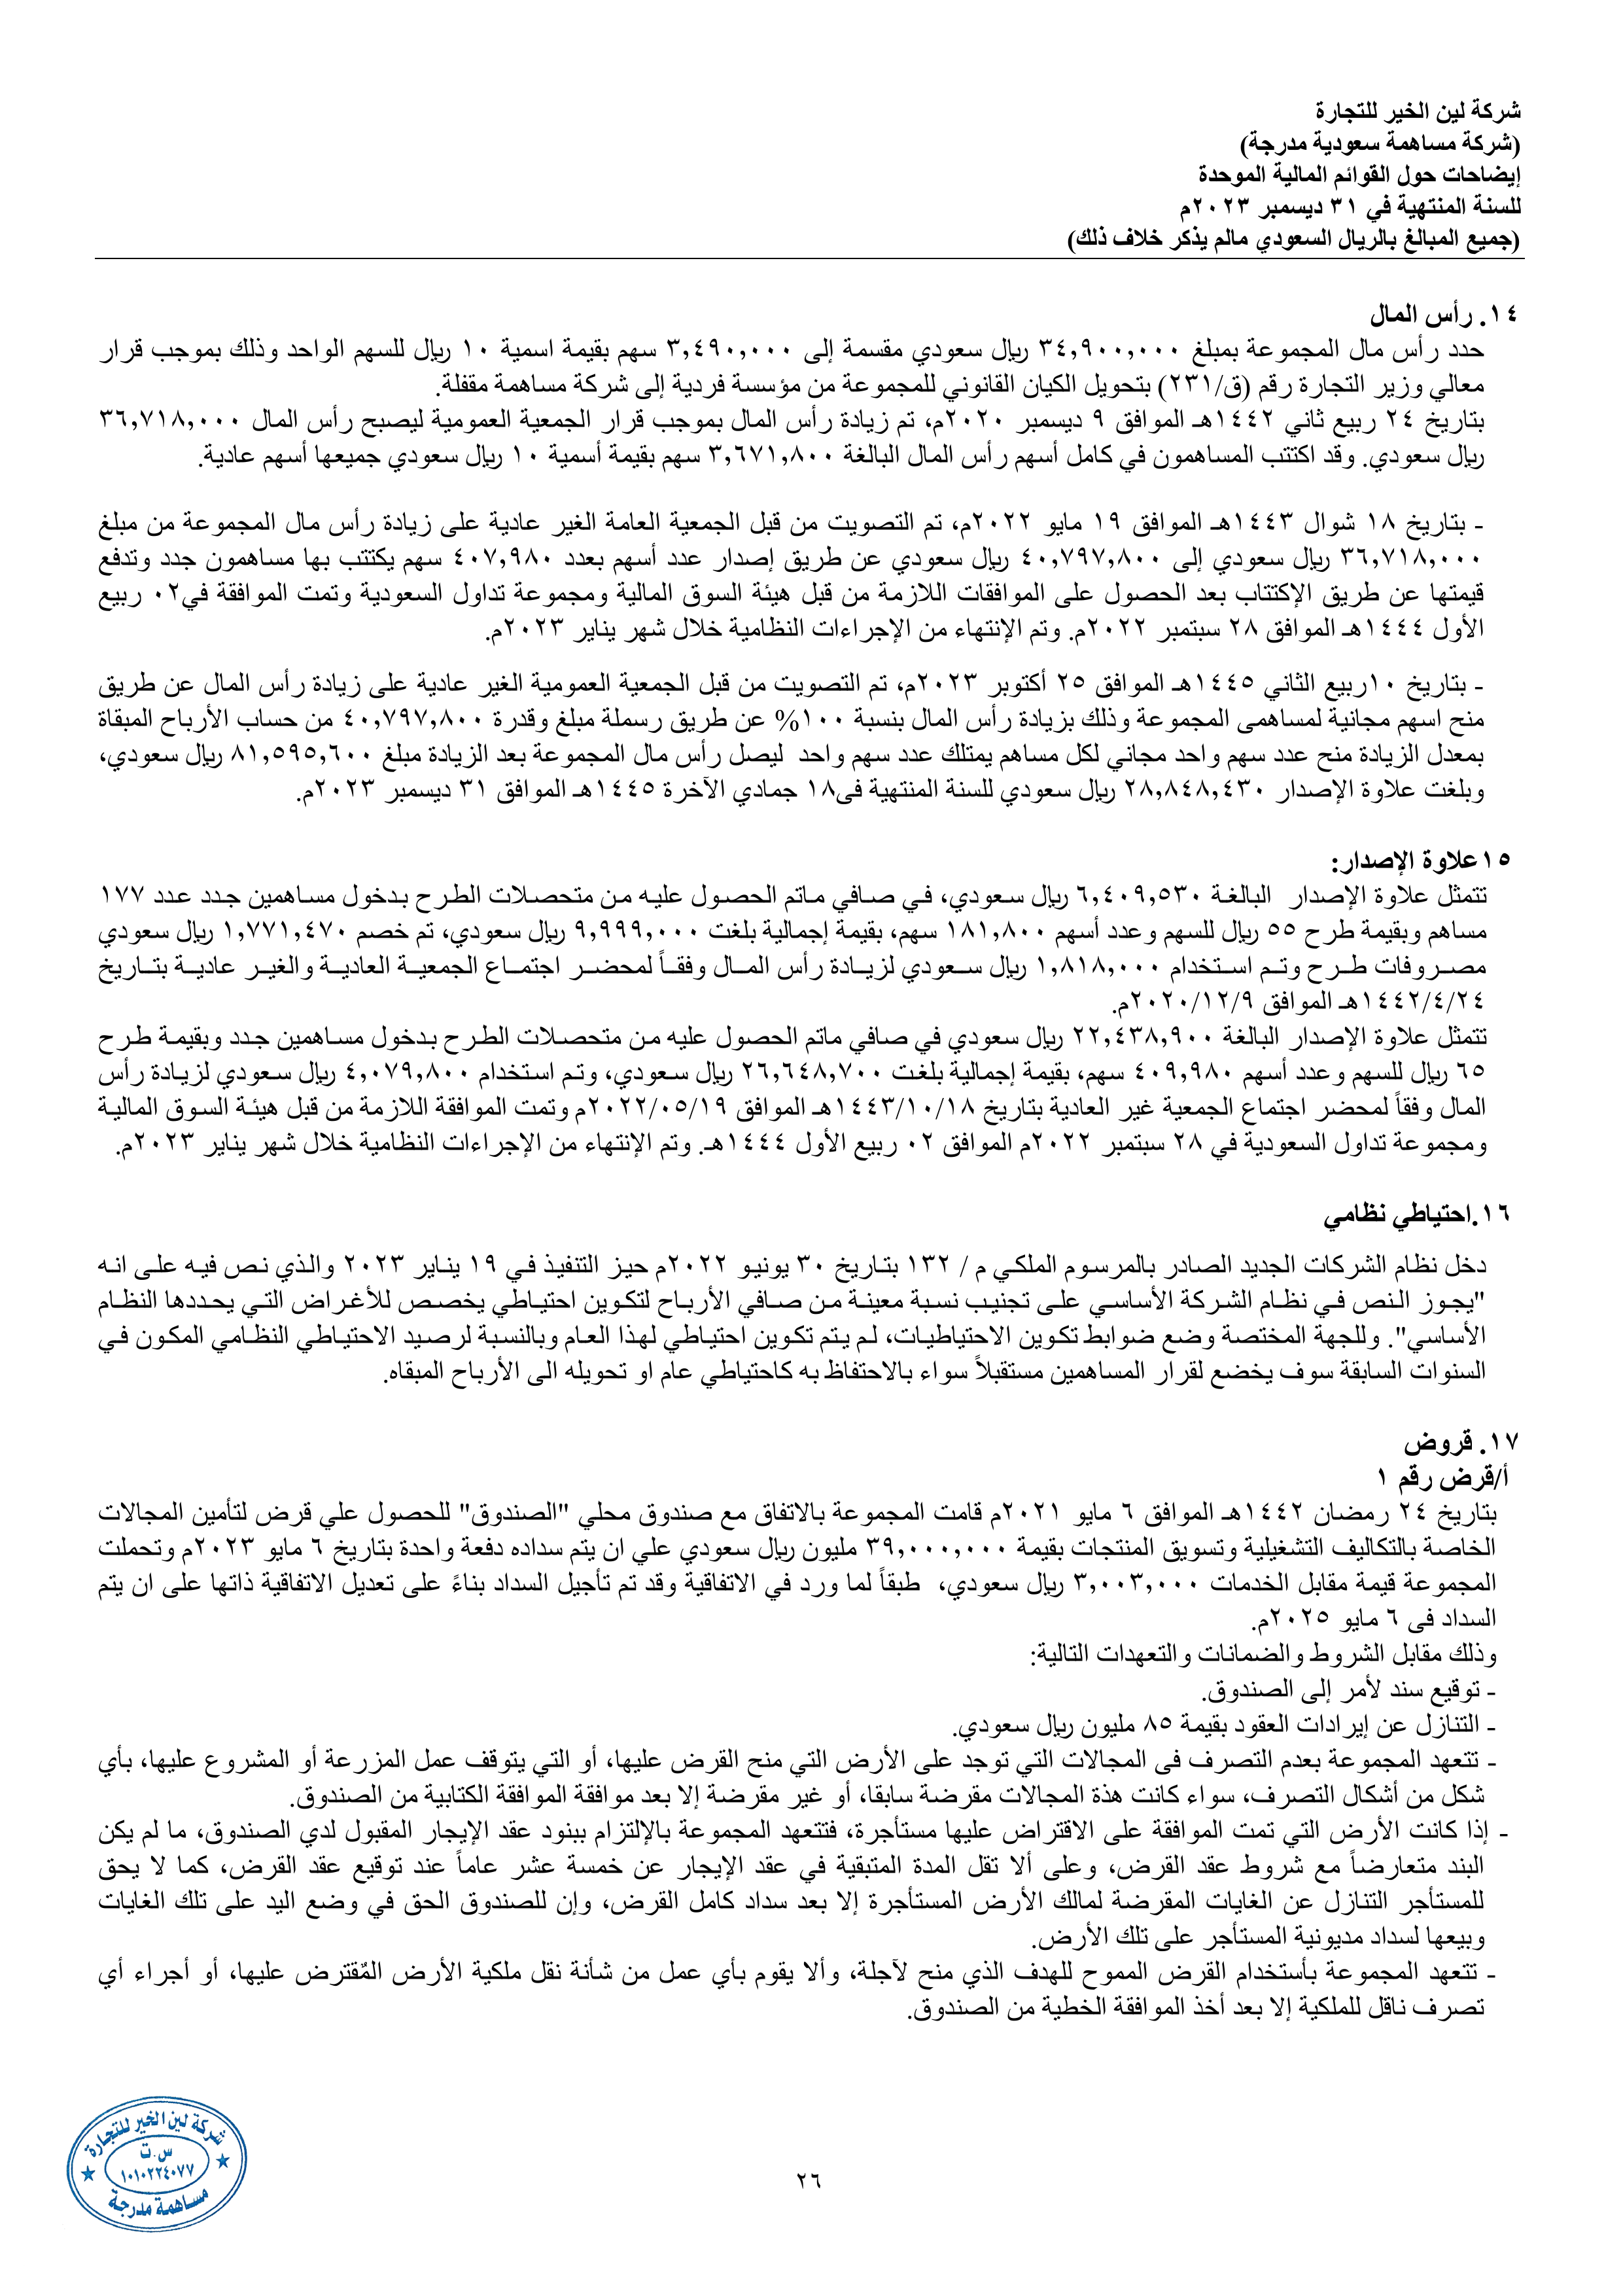 شركة لين الخير للتجارة
(شركة مساهمة سعودية مدرجة)
إيضاحات حول القوائم المالية الموحدة
للسنة المنتهية في ٣١ ديسمبر ٢٠٢٣م
(جميع المبالغ بالريال السعودي مالم يذكر خلاف ذلك)
١٤. رأس المال
حدد رأس مال المجموعة بمبلغ ٣٤,٩٠٠,٠٠٠ ريال سعودي مقسمة إلى ٣,٤٩٠,٠٠٠ سهم بقيمة اسمية ١٠ ريال للسهم الواحد وذلك بموجب قرار
معالي وزير التجارة رقم (ق/٢٣١) بتحويل الكيان القانوني للمجموعة من مؤسسة فردية إلى شركة مساهمة مقفلة.
بتاريخ ٢٤ ربيع ثاني ١٤٤٢هـ الموافق ٩ ديسمبر ٢٠٢٠م، تم زيادة رأس المال بموجب قرار الجمعية العمومية ليصبح رأس المال ٣٦,٧١٨,٠٠٠
ريال سعودي. وقد اكتتب المساهمون في كامل أسهم رأس المال البالغة ٣,٦٧١,٨٠٠ سهم بقيمة أسمية ١٠ ريال سعودي جميعها أسهم عادية.
- بتاريخ ١٨ شوال ١٤٤٣هـ الموافق ١٩ مايو ٢٠٢٢م، تم التصويت من قبل الجمعية العامة الغير عادية على زيادة رأس مال المجموعة من مبلغ
٣٦,٧١٨,٠٠٠ ريال سعودي إلى ٤٠,٧٩٧,٨٠٠ ريال سعودي عن طريق إصدار عدد أسهم بعدد ٤٠٧,٩٨٠ سهم يكتتب بها مساهمون جدد وتدفع
قيمتها عن طريق الإكتتاب بعد الحصول على الموافقات اللازمة من قبل هيئة السوق المالية ومجموعة تداول السعودية وتمت الموافقة في٠٢ ربيع
الأول ١٤٤٤هـ الموافق ٢٨ سبتمبر ٢٠٢٢م. وتم الإنتهاء من الإجراءات النظامية خلال شهر يناير ٢٠٢٣م.
- بتاريخ ١٠ربيع الثاني ١٤٤٥هـ الموافق ٢٥ أكتوبر ٢٠٢٣م، تم التصويت من قبل الجمعية العمومية الغير عادية على زيادة رأس المال عن طريق
منح اسهم مجانية لمساهمى المجموعة وذلك بزيادة رأس المال بنسبة ١٠٠% عن طريق رسملة مبلغ وقدرة ٤٠,٧٩٧,٨٠٠ من حساب الأرباح المبقاة
بمعدل الزيادة منح عدد سهم واحد مجاني لكل مساهم يمتلك عدد سهم واحد ليصل رأس مال المجموعة بعد الزيادة مبلغ ٨١,٥٩٥,٦٠٠ ريال سعودي،
وبلغت علاوة الإصدار ٢٨,٨٤٨,٤٣٠ ريال سعودي للسنة المنتهية فى١٨ جمادي الآخرة ١٤٤٥هـ الموافق ٣١ ديسمبر ٢٠٢٣م.
١٥علاوة الإصدار:
تتمثل علاوة الإصدار البالغة ٦,٤٠٩,٥٣٠ ريال سعودي، في صافي ماتم الحصول عليه من متحصلات الطرح بدخول مساهمين جدد عدد ١٧٧
مساهم وبقيمة طرح ٥٥ ريال للسهم وعدد أسهم ١٨١,٨٠٠ سهم، بقيمة إجمالية بلغت ٩,٩٩٩,٠٠٠ ريال سعودي، تم خصم ١,٧٧١,٤٧٠ ريال سعودي
مصروفات طرح وتم استخدام ١,٨١٨,٠٠٠ ريال سعودي لزيادة رأس المال وفقاً لمحضر اجتماع الجمعية العادية والغير عادية بتاريخ
١٤٤٢/٤/٢٤هـ الموافق ٢٠٢٠/١٢/٩م.
تتمثل علاوة الإصدار البالغة ٢٢,٤٣٨,٩٠٠ ريال سعودي في صافي ماتم الحصول عليه من متحصلات الطرح بدخول مساهمين جدد وبقيمة طرح
٦٥ ريال للسهم وعدد أسهم ٤٠٩,٩٨٠ سهم، بقيمة إجمالية بلغت ٢٦,٦٤٨,٧٠٠ ريال سعودي، وتم استخدام ٤,٠٧٩,٨٠٠ ريال سعودي لزيادة رأس
المال وفقاً لمحضر اجتماع الجمعية غير العادية بتاريخ ١٤٤٣/١٠/١٨هـ الموافق ٢٠٢٢/٠٥/١٩م وتمت الموافقة اللازمة من قبل هيئة السوق المالية
ومجموعة تداول السعودية في ٢٨ سبتمبر ٢٠٢٢م الموافق ٠٢ ربيع الأول ١٤٤٤هـ. وتم الإنتهاء من الإجراءات النظامية خلال شهر يناير ٢٠٢٣م.
١٦.احتياطي نظامي
دخل نظام الشركات الجديد الصادر بالمرسوم الملكي م / ١٣٢ بتاريخ ٣٠ يونيو ٢٠٢٢م حيز التنفيذ في ١٩ يناير ٢٠٢٣ والذي نص فيه على انه
"يجوز النص في نظام الشركة الأساسي على تجنيب نسبة معينة من صافي الأرباح لتكوين احتياطي يخصص للأغراض التي يحددها النظام
الأساسي". وللجهة المختصة وضع ضوابط تكوين الاحتياطيات، لم يتم تكوين احتياطي لهذا العام وبالنسبة لرصيد الاحتياطي النظامي المكون في
السنوات السابقة سوف يخضع لقرار المساهمين مستقبلاً سواء بالاحتفاظ به كاحتياطي عام او تحويله الى الأرباح المبقاه.
١٧. قروض
أ/قرض رقم ١
بتاريخ ٢٤ رمضان ١٤٤٢هـ الموافق ٦ مايو ٢٠٢١م قامت المجموعة بالاتفاق مع صندوق محلي "الصندوق" للحصول علي قرض لتأمين المجالات
الخاصة بالتكاليف التشغيلية وتسويق المنتجات بقيمة ٣٩,٠٠٠,٠٠٠ مليون ريال سعودي علي ان يتم سداده دفعة واحدة بتاريخ ٦ مايو ٢٠٢٣م وتحملت
المجموعة قيمة مقابل الخدمات ٣,٠٠٣,٠٠٠ ريال سعودي، طبقاً لما ورد في الاتفاقية وقد تم تأجيل السداد بناءً على تعديل الاتفاقية ذاتها على ان يتم
السداد فى ٦ مايو ٢٠٢٥م.
وذلك مقابل الشروط والضمانات والتعهدات التالية:
- توقيع سند لأمر إلى الصندوق.
- التنازل عن إيرادات العقود بقيمة ٨٥ مليون ريال سعودي.
- تتعهد المجموعة بعدم التصرف فى المجالات التي توجد على الأرض التي منح القرض عليها، أو التي يتوقف عمل المزرعة أو المشروع عليها، بأي
شكل من أشكال التصرف، سواء كانت هذة المجالات مقرضة سابقا، أو غير مقرضة إلا بعد موافقة الموافقة الكتابية من الصندوق.
- إذا كانت الأرض التي تمت الموافقة على الاقتراض عليها مستأجرة، فتتعهد المجموعة بالإلتزام ببنود عقد الإيجار المقبول لدي الصندوق، ما لم يكن
البند متعارضاً مع شروط عقد القرض، وعلى ألا تقل المدة المتبقية في عقد الإيجار عن خمسة عشر عاماً عند توقيع عقد القرض، كما لا يحق
للمستأجر التنازل عن الغايات المقرضة لمالك الأرض المستأجرة إلا بعد سداد كامل القرض، وإن للصندوق الحق في وضع اليد على تلك الغايات
وبيعها لسداد مديونية المستأجر على تلك الأرض.
- تتعهد المجموعة بأستخدام القرض المموح للهدف الذي منح لآجلة، وألا يقوم بأي عمل من شأنة نقل ملكية الأرض المٌقترض عليها، أو أجراء أي
تصرف ناقل للملكية إلا بعد أخذ الموافقة الخطية من الصندوق.
شركة لين الخير للتجارة
س.ت
١٠١٠٢٢٤٠٧٧
مساهمة مدرجة
٢٦